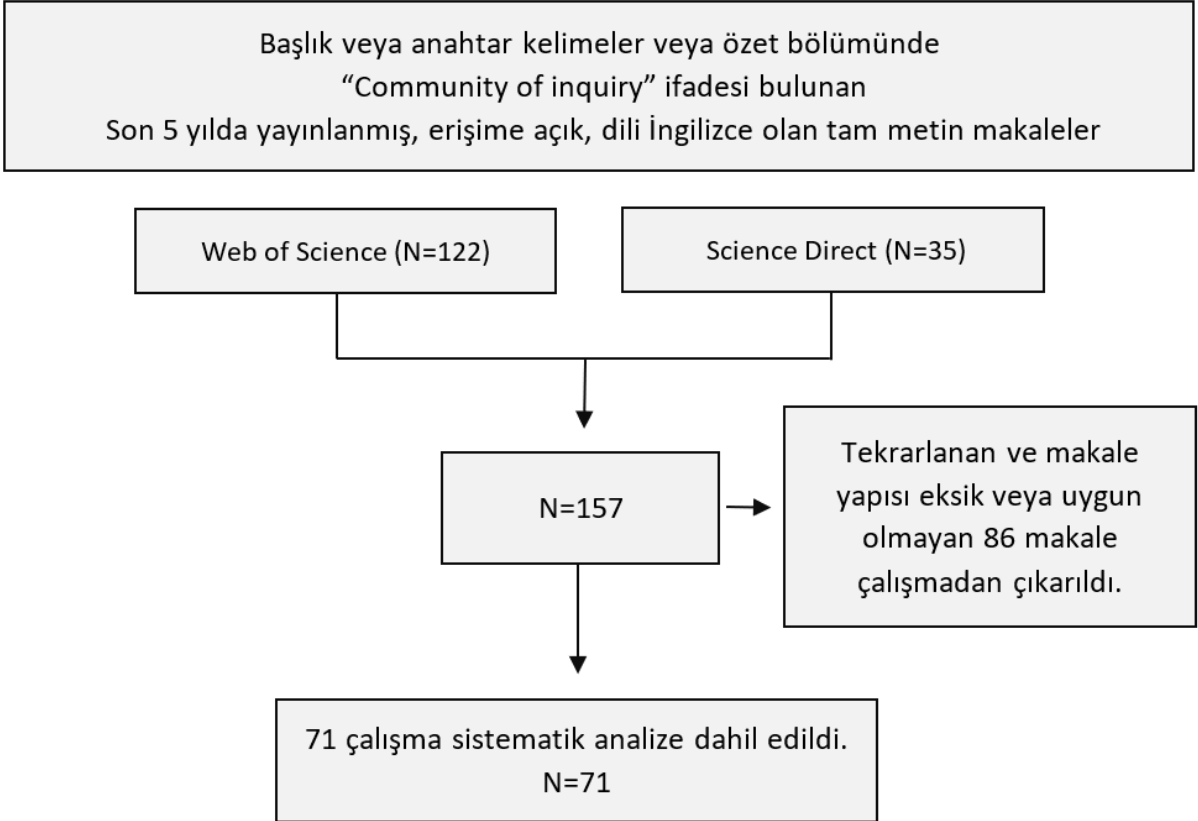 Başlık veya anahtar kelimeler veya özet bölümünde
“Community of inquiry” ifadesi bulunan
Son 5 yılda yayınlanmış, erişime açık, dili İngilizce olan tam metin makaleler
Web of Science (N=122)
Science Direct (N=35)
N=157
Tekrarlanan ve makale
yapısı eksik veya uygun
olmayan 86 makale
çalışmadan çıkarıldı.
71 çalışma sistematik analize dahil edildi.
N=71